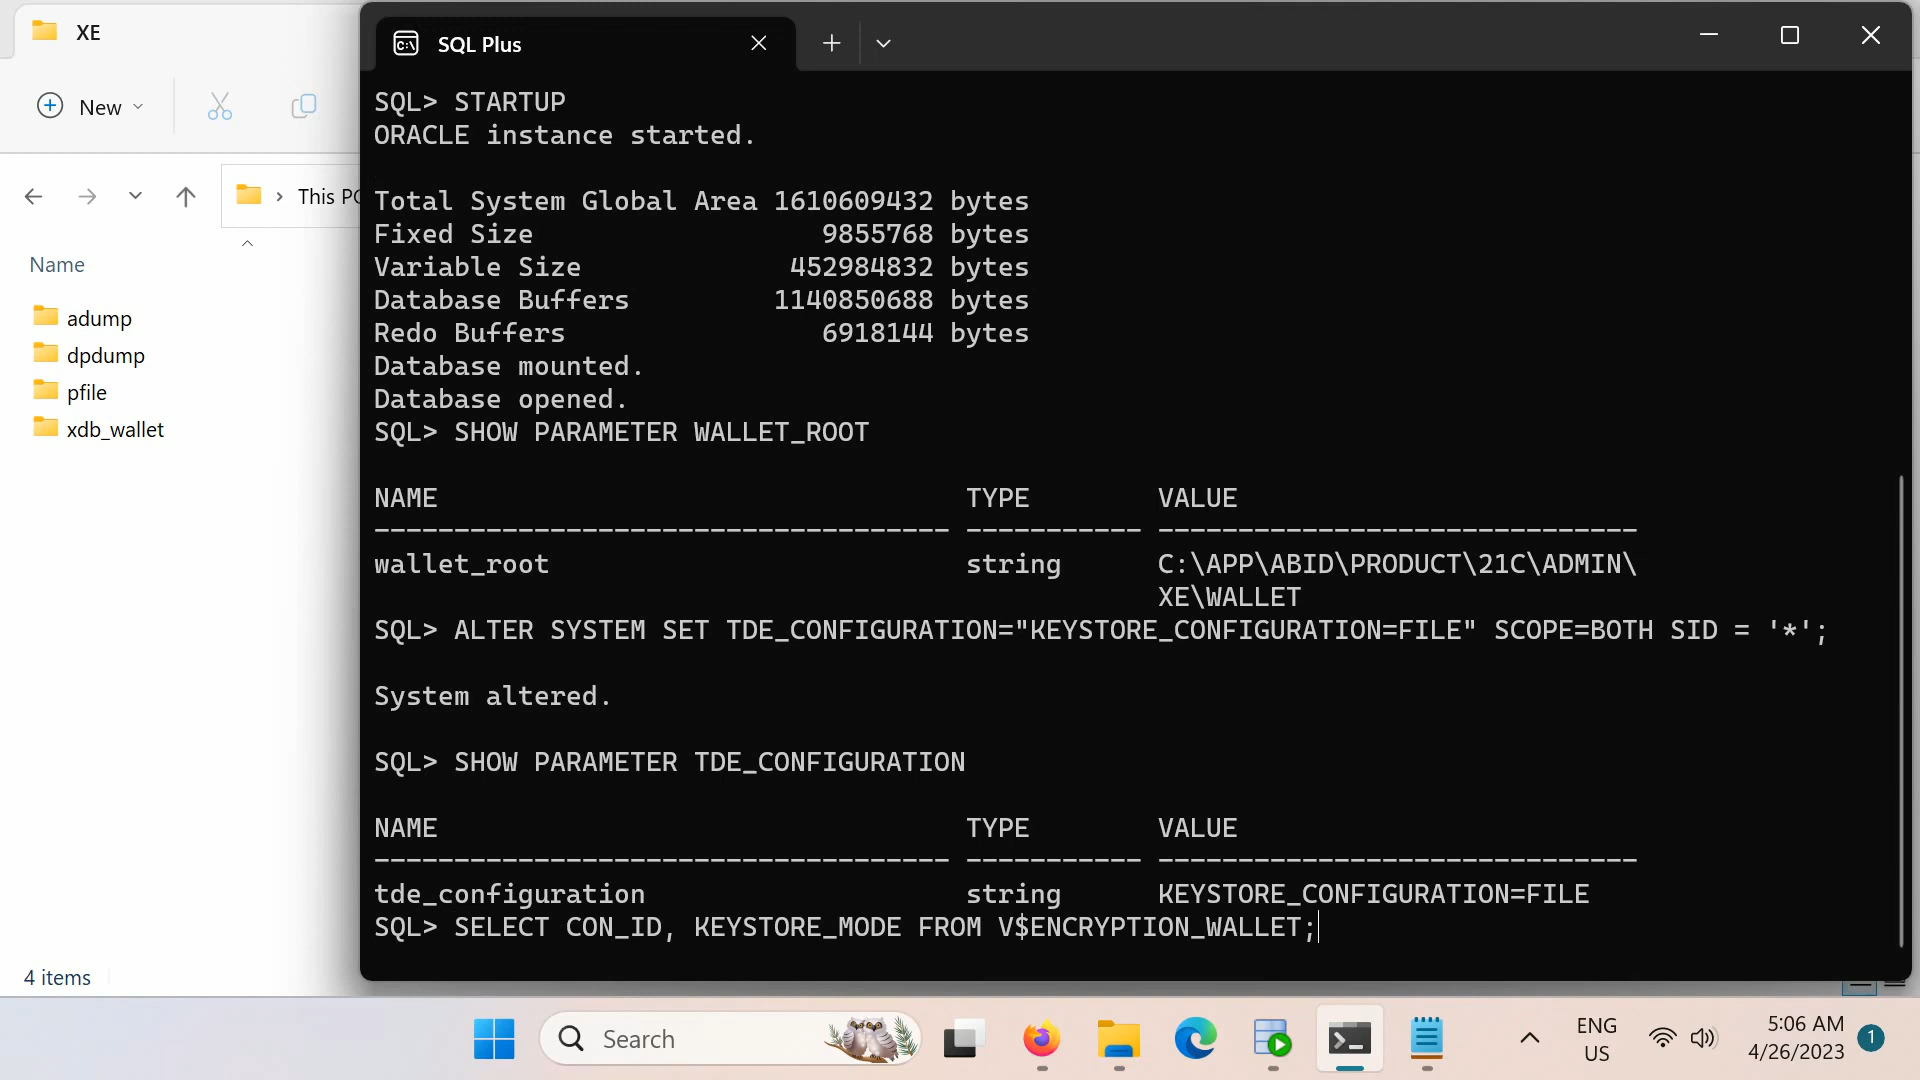 XE
New
This PC
Name
adump
dpdump
pfile
xdb_wallet
4 items
SQL Plus
SQL> STARTUP
ORACLE instance started.
Total System Global Area 1610609432 bytes
Fixed Size 9855768 bytes
Variable Size 452984832 bytes
Database Buffers 1140850688 bytes
Redo Buffers 6918144 bytes
Database mounted.
Database opened.
SQL> SHOW PARAMETER WALLET_ROOT
NAME TYPE VALUE
------------------------------------ ----------- ------------------------------
wallet_root string C:\APP\ABID\PRODUCT\21C\ADMIN\
XE\WALLET
SQL> ALTER SYSTEM SET TDE_CONFIGURATION="KEYSTORE_CONFIGURATION=FILE" SCOPE=BOTH SID = '*';
System altered.
SQL> SHOW PARAMETER TDE_CONFIGURATION
NAME TYPE VALUE
------------------------------------ ----------- ------------------------------
tde_configuration string KEYSTORE_CONFIGURATION=FILE
SQL> SELECT CON_ID, KEYSTORE_MODE FROM V$ENCRYPTION_WALLET;
Search
ENG
US
5:06 AM
4/26/2023
1